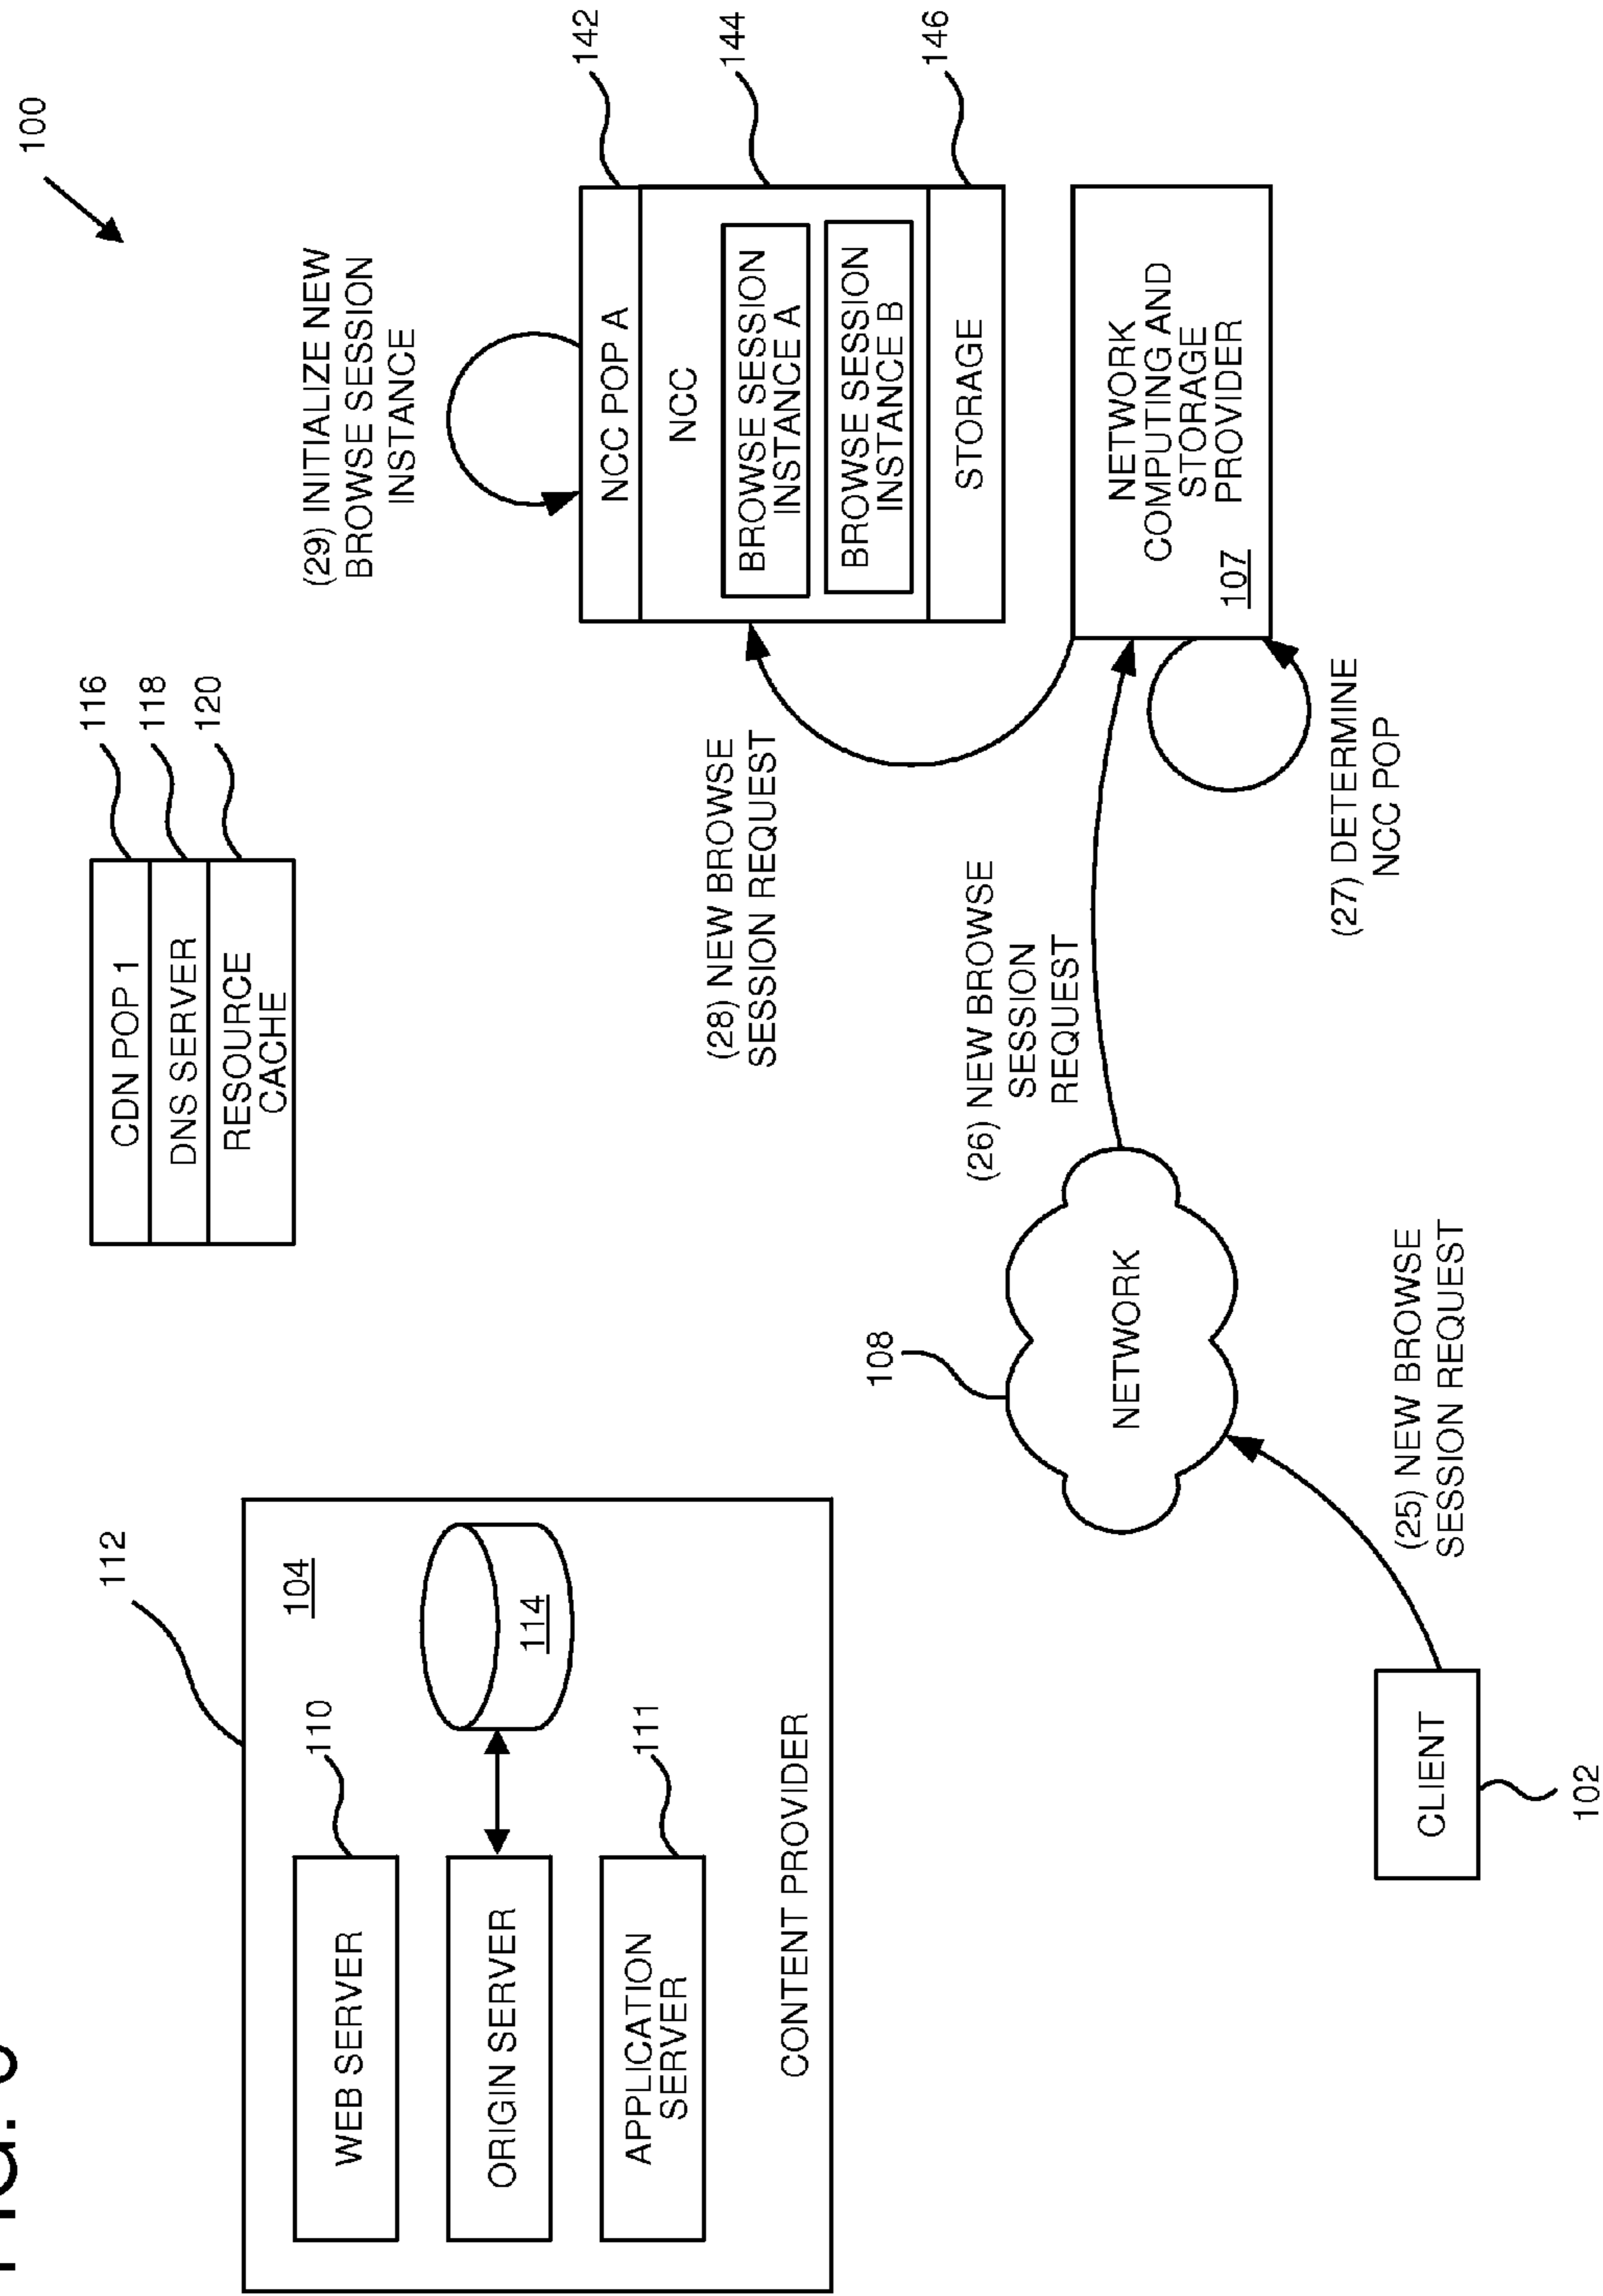 100
112
104
110
WEB SERVER
ORIGIN SERVER
114
111
APPLICATION
SERVER
CONTENT PROVIDER
116
118
120
CDN POP 1
DNS SERVER
RESOURCE
CACHE
(29) INITIALIZE NEW
BROWSE SESSION
INSTANCE
142
144
146
NCC POP A
NCC
BROWSE SESSION
INSTANCE A
BROWSE SESSION
INSTANCE B
STORAGE
(28) NEW BROWSE
SESSION REQUEST
108
NETWORK
(26) NEW BROWSE
SESSION
REQUEST
NETWORK
COMPUTING AND
STORAGE
PROVIDER
107
(27) DETERMINE
NCC POP
(25) NEW BROWSE
SESSION REQUEST
CLIENT
102